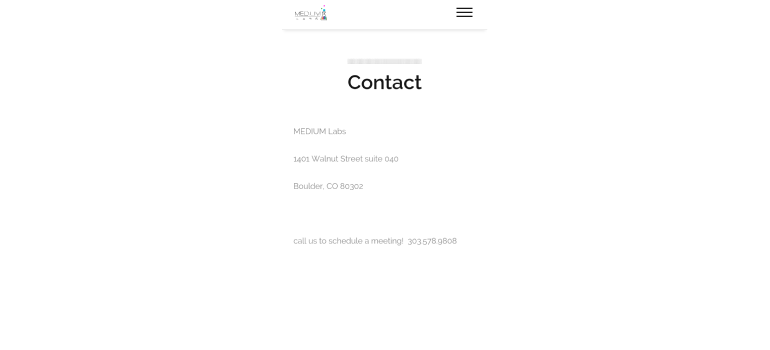 MEDIUM
LABS
Contact
MEDIUM Labs
1401 Walnut Street suite 040
Boulder, CO 80302
call us to schedule a meeting!  303.578.9808